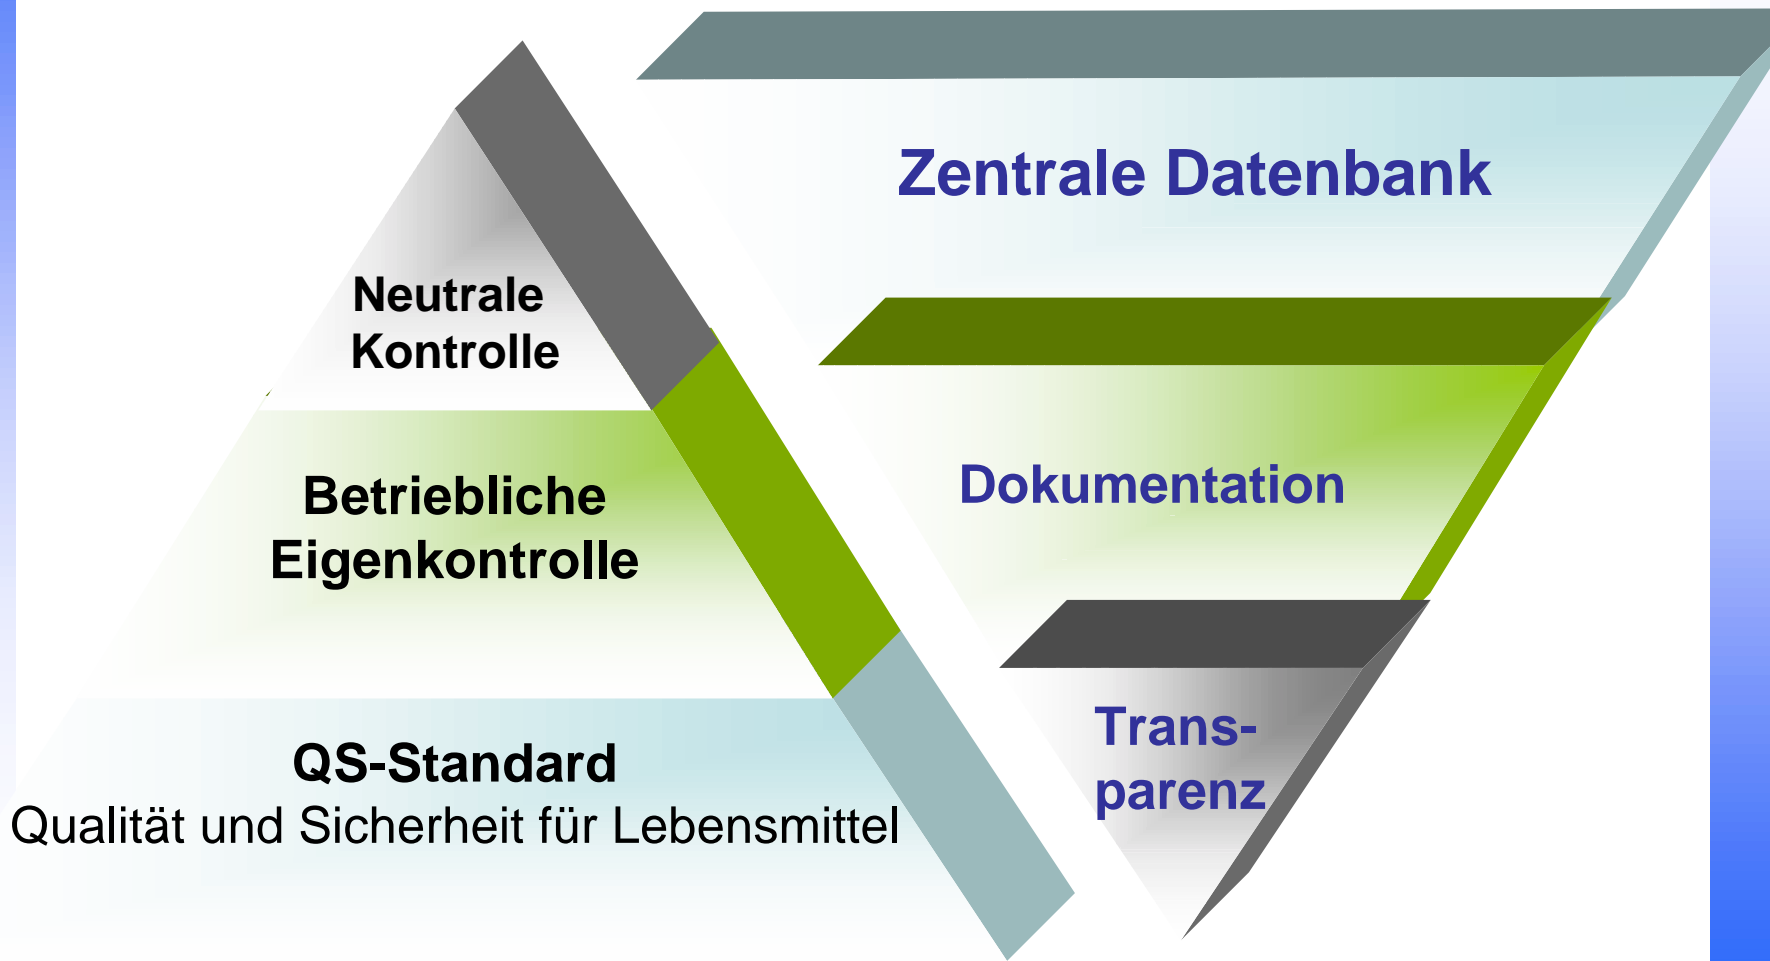 Neutrale
Kontrolle
Betriebliche
Eigenkontrolle
QS-Standard
Qualität und Sicherheit für Lebensmittel
Zentrale Datenbank
Dokumentation
Trans-
parenz